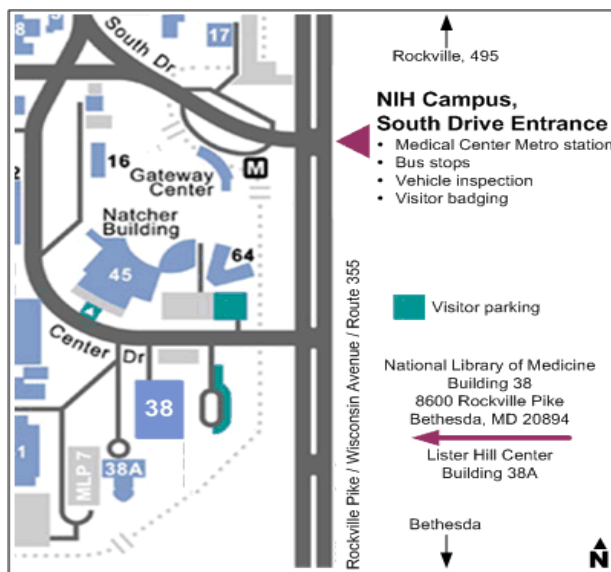 South Dr
17
16
Gateway
Center
M
Natcher
Building
45
64
Center Dr
38
38A
MLP 7
Rockville Pike / Wisconsin Avenue / Route 355
Rockville, 495
NIH Campus,
South Drive Entrance
• Medical Center Metro station
• Bus stops
• Vehicle inspection
• Visitor badging
Visitor parking
National Library of Medicine
Building 38
8600 Rockville Pike
Bethesda, MD 20894
Lister Hill Center
Building 38A
Bethesda
N